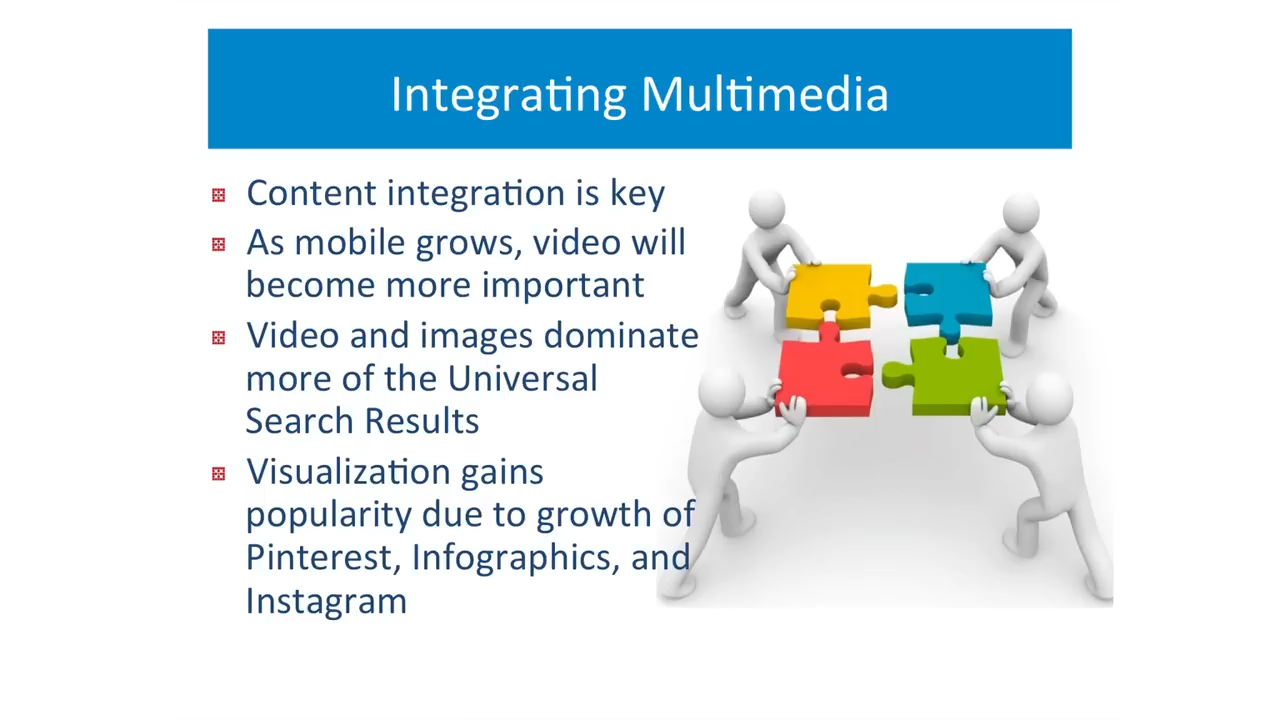 Integrating Multimedia
Content integration is key
As mobile grows, video will
become more important
Video and images dominate
more of the Universal
Search Results
Visualization gains
popularity due to growth of
Pinterest, Infographics, and
Instagram